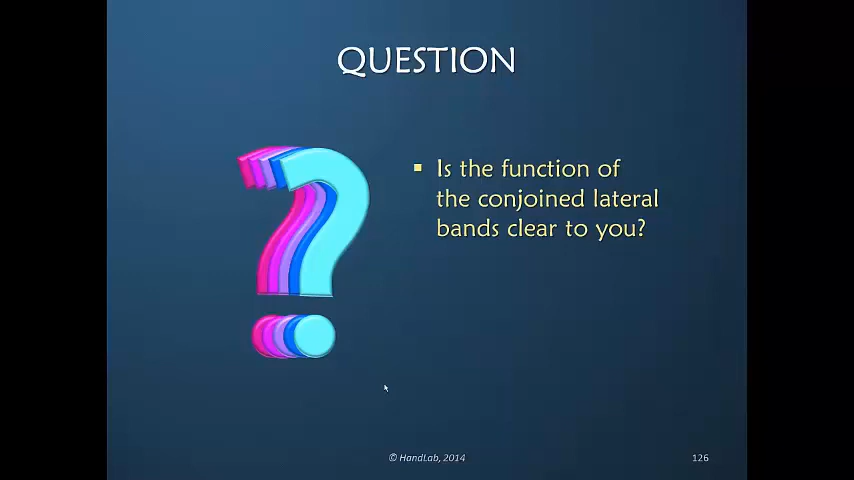 QUESTION
▪ Is the function of
the conjoined lateral
bands clear to you?
© HandLab, 2014
126